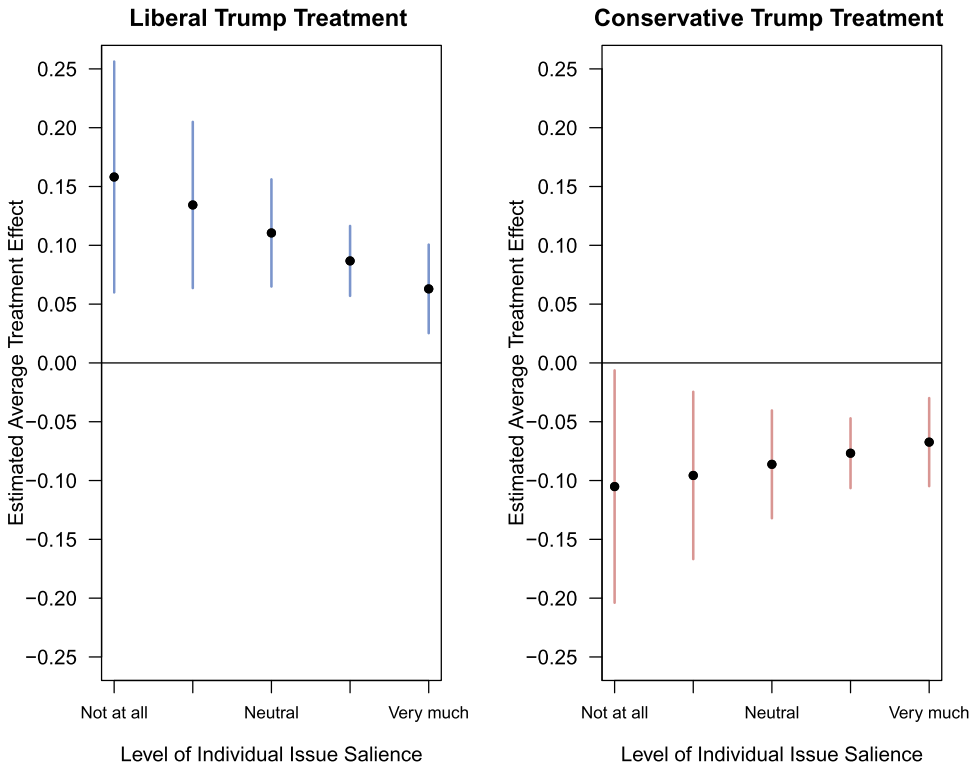 Liberal Trump Treatment
Estimated Average Treatment Effect
0.25
0.20
0.15
0.10
0.05
0.00
−0.05
−0.10
−0.15
−0.20
−0.25
Not at all Neutral Very much
Level of Individual Issue Salience
Conservative Trump Treatment
Estimated Average Treatment Effect
0.25
0.20
0.15
0.10
0.05
0.00
−0.05
−0.10
−0.15
−0.20
−0.25
Not at all Neutral Very much
Level of Individual Issue Salience